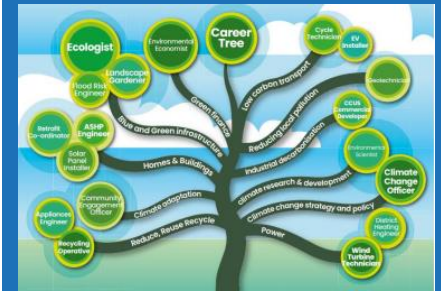 Career
Tree
Ecologist
Environmental
Economist
Cycle
Technician
EV
Installer
Landscape
Gardener
Flood Risk
Engineer
Geotechnician
Green finance
Low carbon transport
Blue and Green infrastructure
Reducing local pollution
CCUS
Commercial
Developer
Retrofit
Co-ordinator
ASHP
Engineer
Solar
Panel
Installer
Homes & Buildings
Industrial decarbonisation
Environmental
Scientist
Climate research & development
Climate
Change
Officer
Community
Engagement
Officer
Climate adaptation
Climate change strategy and policy
Appliances
Engineer
Recycling
Operative
Reduce, Reuse Recycle
Power
District
Heating
Engineer
Wind
Turbine
Technician